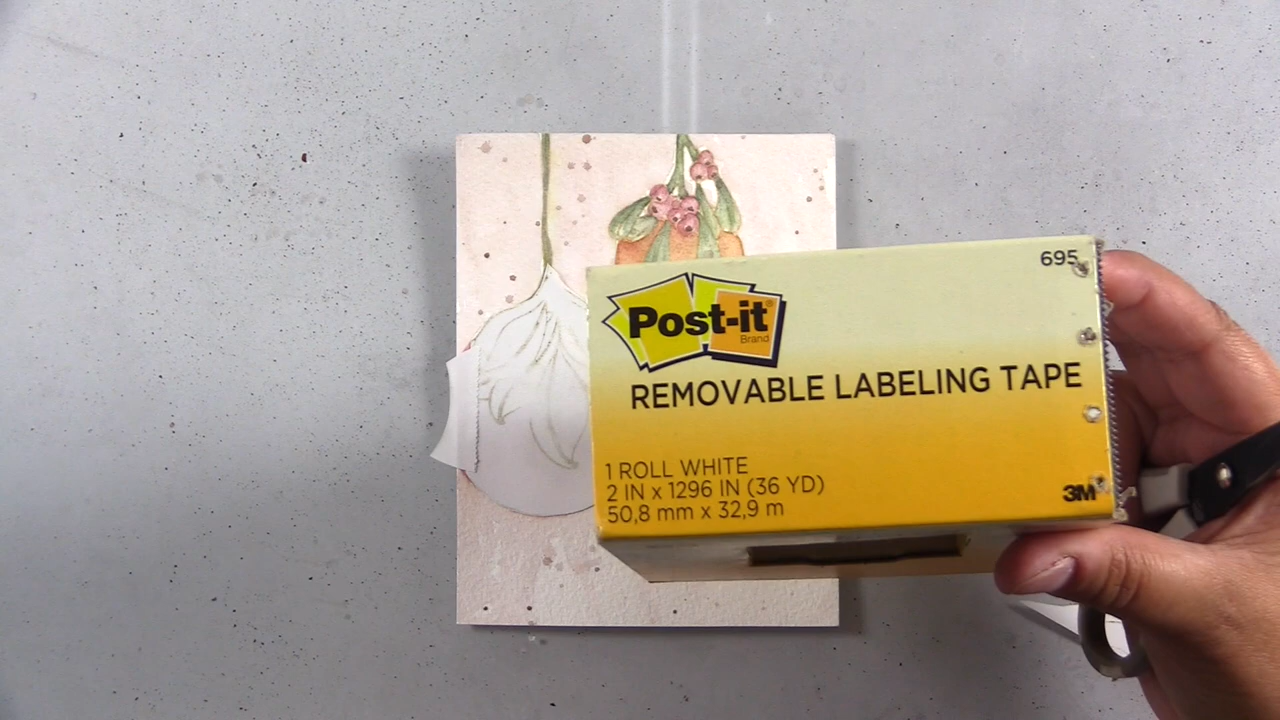 695
Post-it®
Brand
REMOVABLE LABELING TAPE
1 ROLL WHITE
2 IN x 1296 IN (36 YD)
50,8 mm x 32,9 m
3M